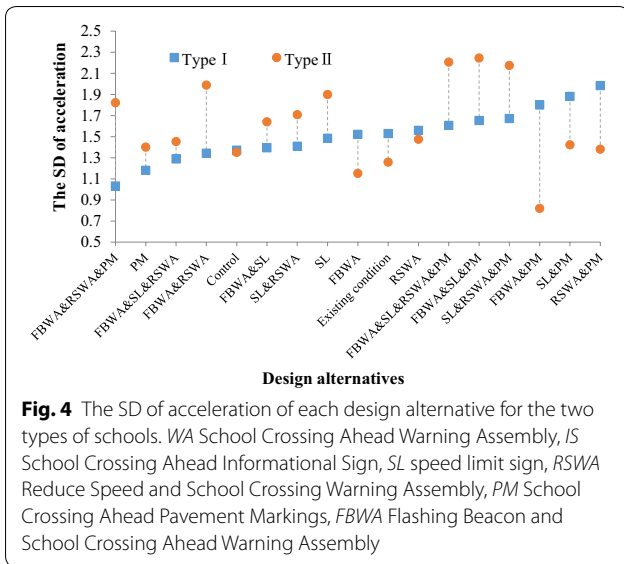 2.3
2.1
1.9
1.7
1.5
1.3
1.1
0.9
0.7
0.5
The SD of acceleration
Type I
Type II
FBWA&RSWA&PM
PM
FBWA&SL&RSWA
FBWA&RSWA
Control
FBWA&SL
SL&RSWA
SL
FBWA
Existing condition
RSWA
FBWA&SL&RSWA&PM
FBWA&SL&PM
SL&RSWA&PM
FBWA&PM
SL&PM
RSWA&PM
Design alternatives
Fig. 4 The SD of acceleration of each design alternative for the two
types of schools. WA School Crossing Ahead Warning Assembly, IS
School Crossing Ahead Informational Sign, SL speed limit sign, RSWA
Reduce Speed and School Crossing Warning Assembly, PM School
Crossing Ahead Pavement Markings, FBWA Flashing Beacon and
School Crossing Ahead Warning Assembly